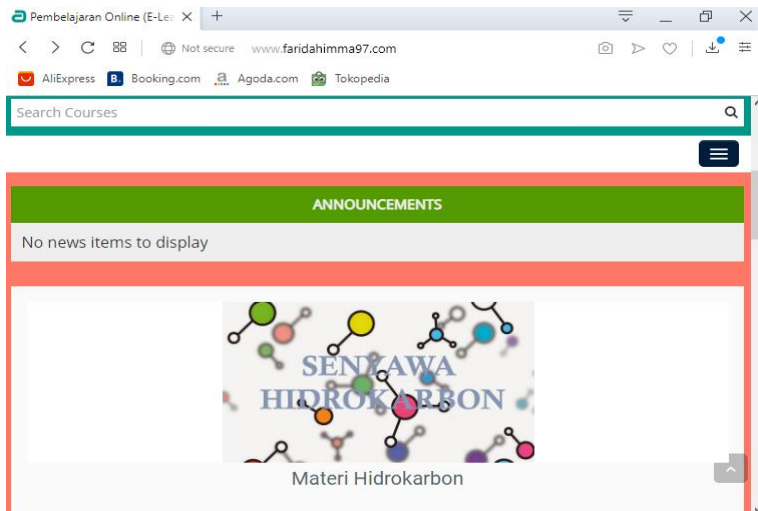 Pembelajaran Online (E-Lea
Not secure www.faridahimma97.com
AliExpress B. Booking.com a Agoda.com Tokopedia
Search Courses
ANNOUNCEMENTS
No news items to display
SENYAWA
HIDROKARBON
Materi Hidrokarbon